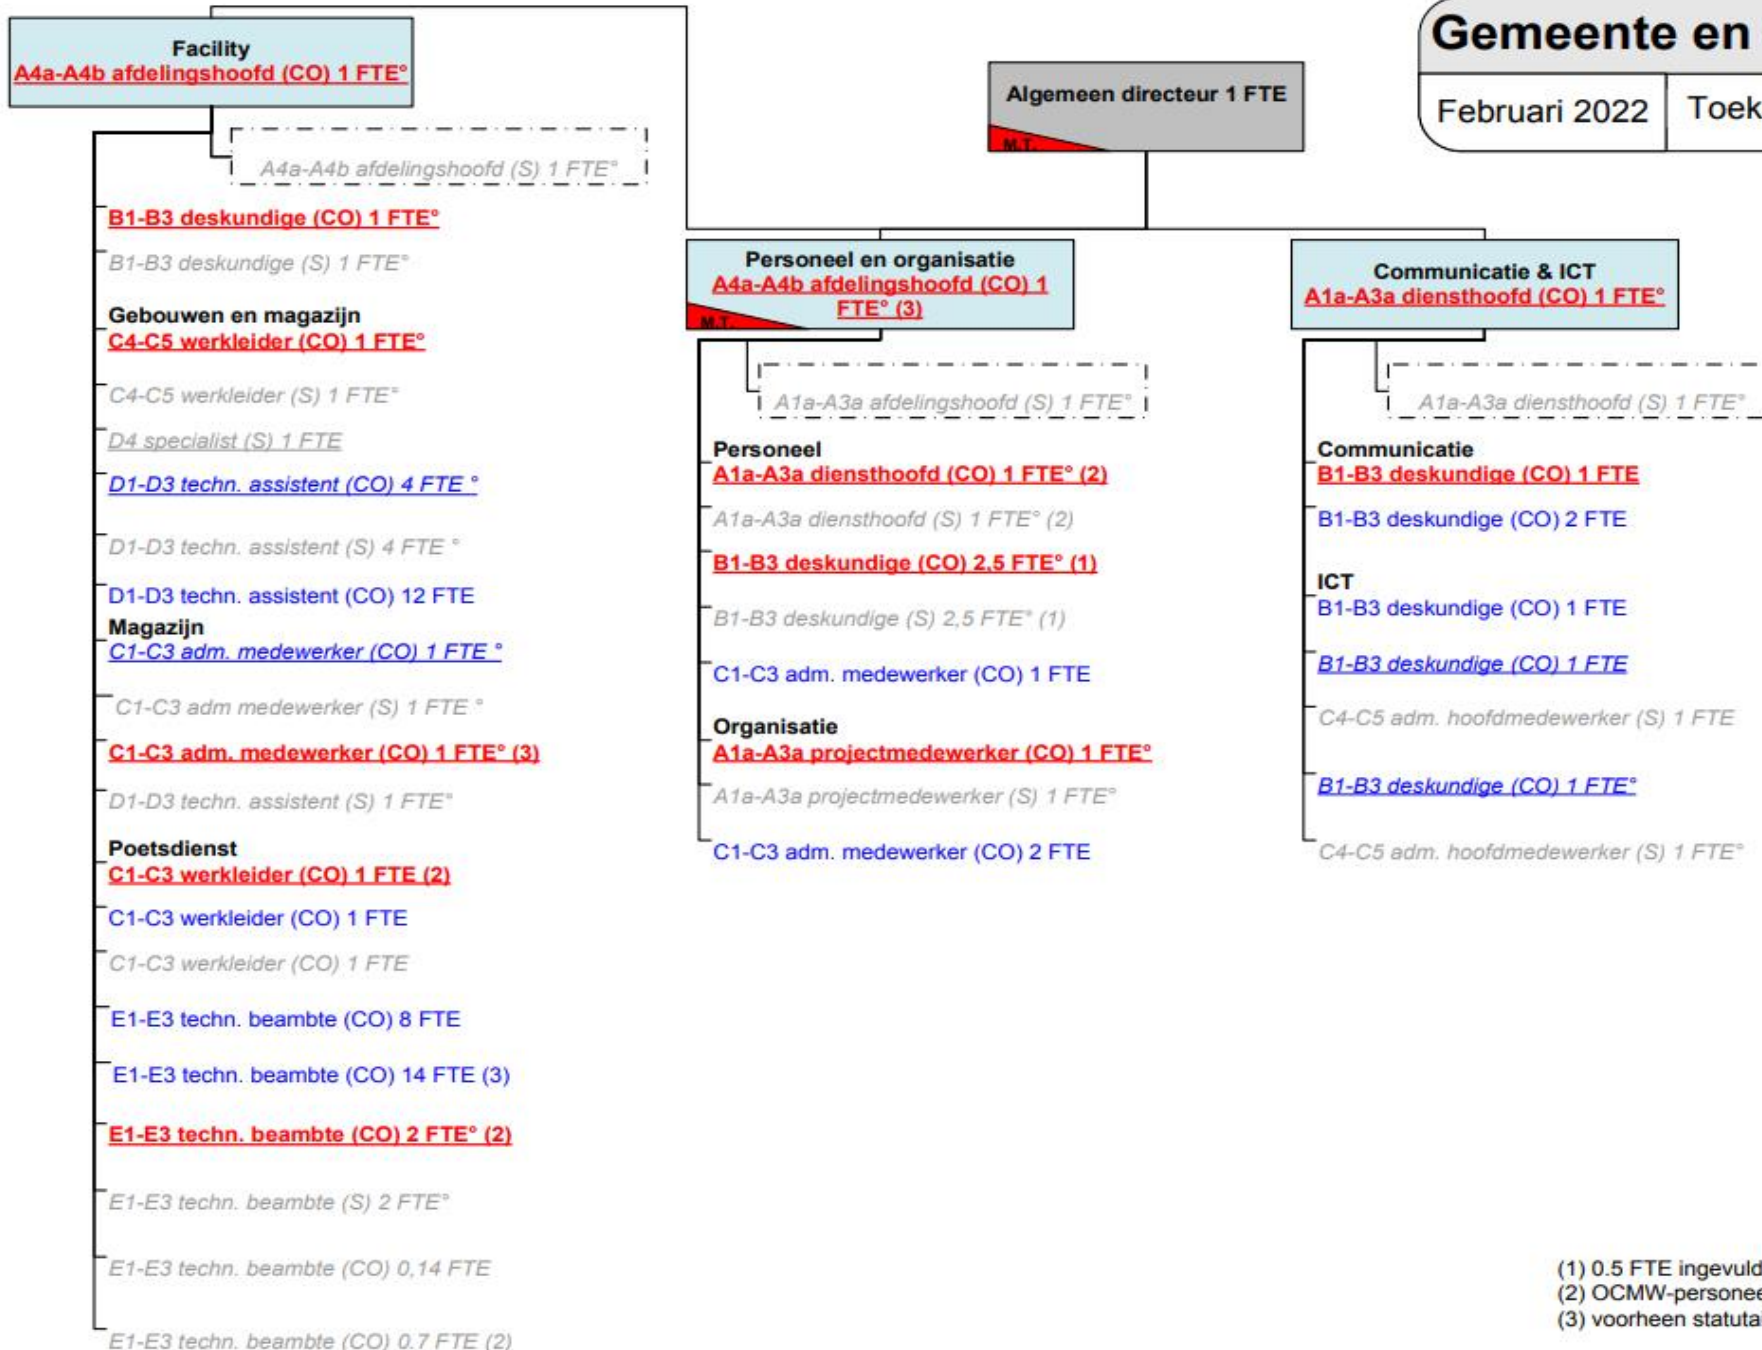 Facility
A4a-A4b afdelingshoofd (CO) 1 FTE°
A4a-A4b afdelingshoofd (S) 1 FTE°
B1-B3 deskundige (CO) 1 FTE°
B1-B3 deskundige (S) 1 FTE°
Gebouwen en magazijn
C4-C5 werkleider (CO) 1 FTE°
C4-C5 werkleider (S) 1 FTE°
D4 specialist (S) 1 FTE
D1-D3 techn. assistent (CO) 4 FTE °
D1-D3 techn. assistent (S) 4 FTE °
D1-D3 techn. assistent (CO) 12 FTE
Magazijn
C1-C3 adm. medewerker (CO) 1 FTE °
C1-C3 adm medewerker (S) 1 FTE °
C1-C3 adm. medewerker (CO) 1 FTE° (3)
D1-D3 techn. assistent (S) 1 FTE°
Poetsdienst
C1-C3 werkleider (CO) 1 FTE (2)
C1-C3 werkleider (CO) 1 FTE
C1-C3 werkleider (CO) 1 FTE
E1-E3 techn. beambte (CO) 8 FTE
E1-E3 techn. beambte (CO) 14 FTE (3)
E1-E3 techn. beambte (CO) 2 FTE° (2)
E1-E3 techn. beambte (S) 2 FTE°
E1-E3 techn. beambte (CO) 0,14 FTE
E1-E3 techn. beambte (CO) 0.7 FTE (2)
Algemeen directeur 1 FTE
M.T.
Personeel en organisatie
A4a-A4b afdelingshoofd (CO) 1
FTE° (3)
M.T.
A1a-A3a afdelingshoofd (S) 1 FTE°
Personeel
A1a-A3a diensthoofd (CO) 1 FTE° (2)
A1a-A3a diensthoofd (S) 1 FTE° (2)
B1-B3 deskundige (CO) 2,5 FTE° (1)
B1-B3 deskundige (S) 2,5 FTE° (1)
C1-C3 adm. medewerker (CO) 1 FTE
Organisatie
A1a-A3a projectmedewerker (CO) 1 FTE°
A1a-A3a projectmedewerker (S) 1 FTE°
C1-C3 adm. medewerker (CO) 2 FTE
Gemeente en
Februari 2022
Toek
Communicatie & ICT
A1a-A3a diensthoofd (CO) 1 FTE°
A1a-A3a diensthoofd (S) 1 FTE°
Communicatie
B1-B3 deskundige (CO) 1 FTE
B1-B3 deskundige (CO) 2 FTE
ICT
B1-B3 deskundige (CO) 1 FTE
B1-B3 deskundige (CO) 1 FTE
C4-C5 adm. hoofdmedewerker (S) 1 FTE
B1-B3 deskundige (CO) 1 FTE°
C4-C5 adm. hoofdmedewerker (S) 1 FTE°
(1) 0.5 FTE ingevuld
(2) OCMW-personee
(3) voorheen statutai